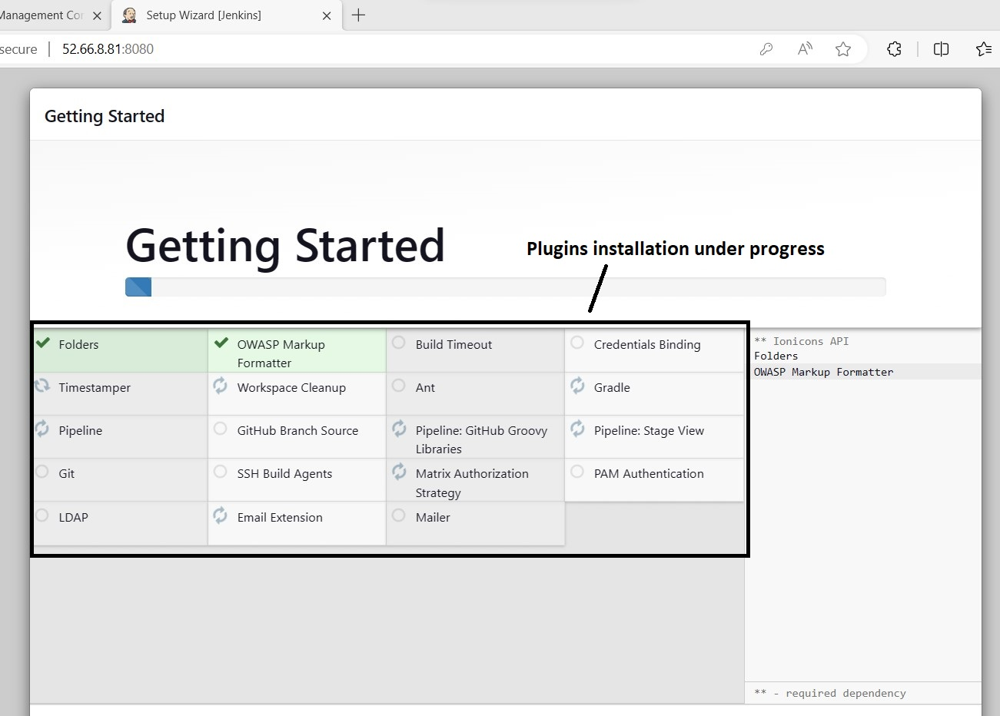 Management Cor
Setup Wizard [Jenkins]
secure
52.66.8.81:8080
Getting Started
Getting Started
Plugins installation under progress
Folders
OWASP Markup
Formatter
Build Timeout
Credentials Binding
Timestamper
Workspace Cleanup
Ant
Gradle
Pipeline
GitHub Branch Source
Pipeline: GitHub Groovy
Libraries
Pipeline: Stage View
Git
SSH Build Agents
Matrix Authorization
Strategy
PAM Authentication
LDAP
Email Extension
Mailer
** Ionicons API
Folders
OWASP Markup Formatter
** - required dependency